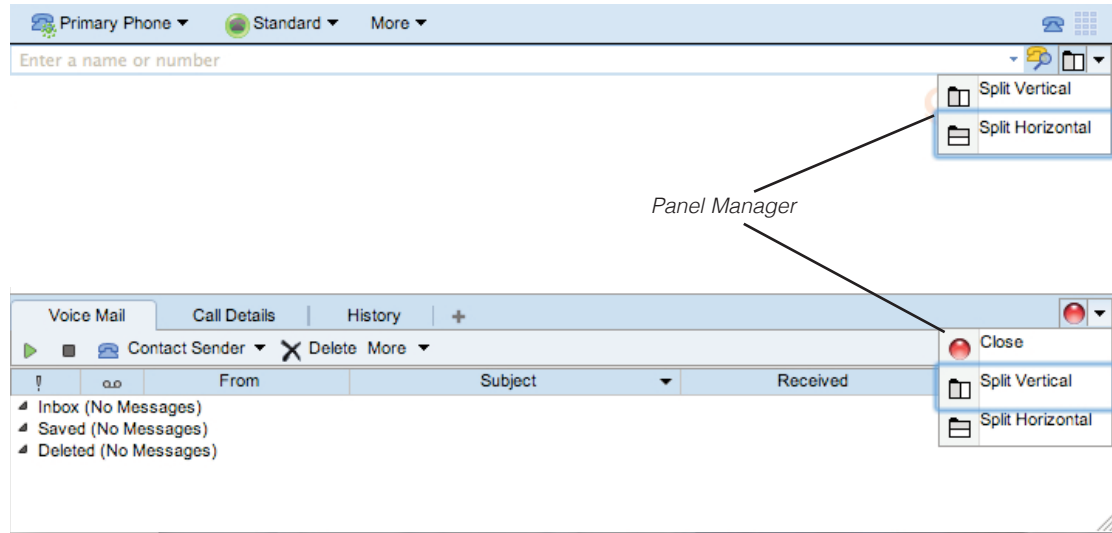 Primary Phone Standard More
Enter a name or number
Split Vertical
Split Horizontal
Panel Manager
Voice Mail Call Details History +
Close
Contact Sender Delete More
From Subject Received
Split Vertical
Inbox (No Messages)
Saved (No Messages)
Split Horizontal
Deleted (No Messages)